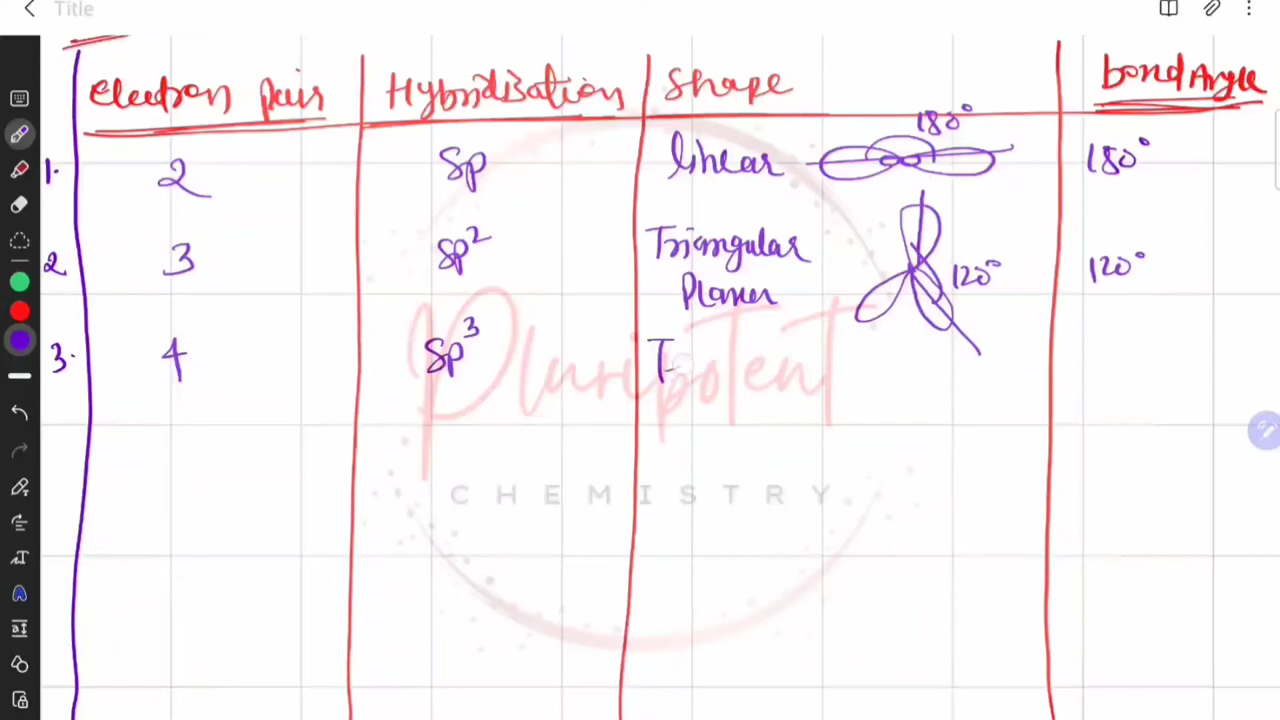 Title
electron pair Hybridisation Shape bond Angle
1. 2 Sp linear 180° 180°
2 3 Sp² Triangular Planer 120° 120°
3. 4 Sp³ T
Pluripotent
CHEMISTRY